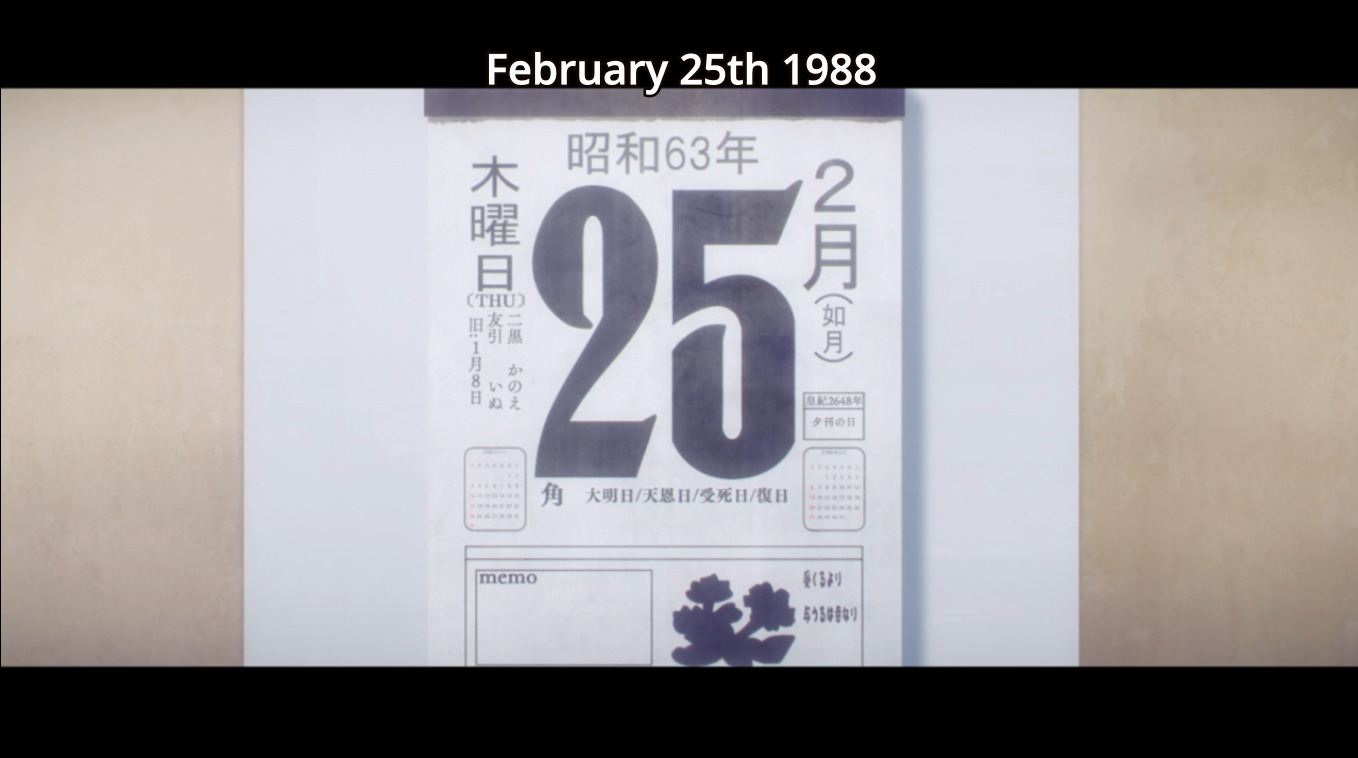 February 25th 1988
昭和63年
2月
(如月)
25
木曜日
(THU)
二黒 かのえ
友引 いぬ
旧:1月8日
皇紀2648年
夕刊の日
角 大明日/天恩日/受死日/復日
memo
受くるより
与うるは幸なり